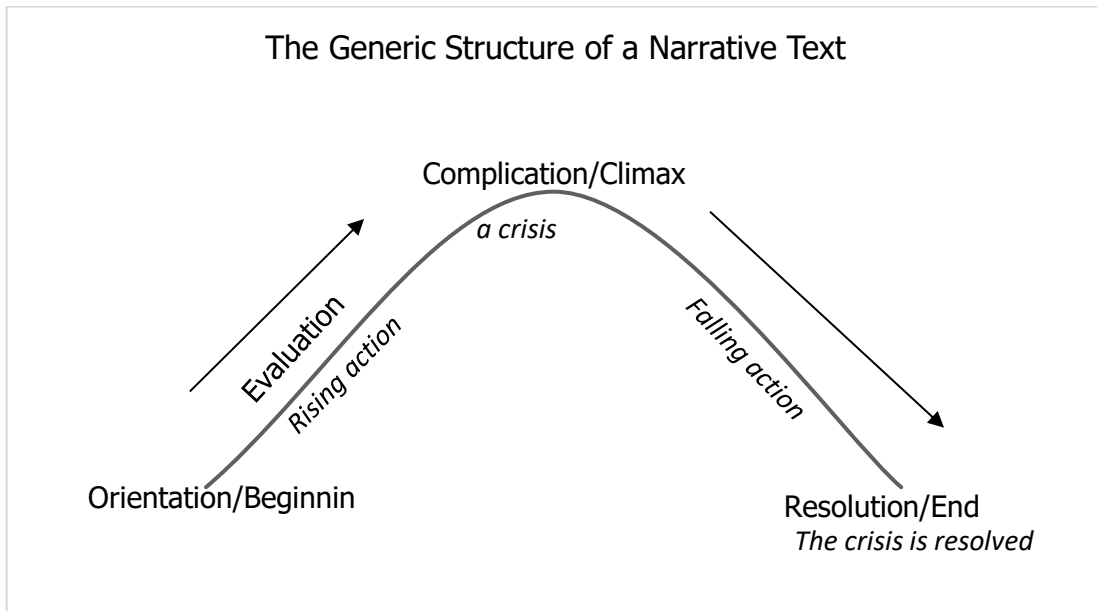 The Generic Structure of a Narrative Text
Complication/Climax
a crisis
Evaluation
Rising action
Falling action
Orientation/Beginnin
Resolution/End
The crisis is resolved